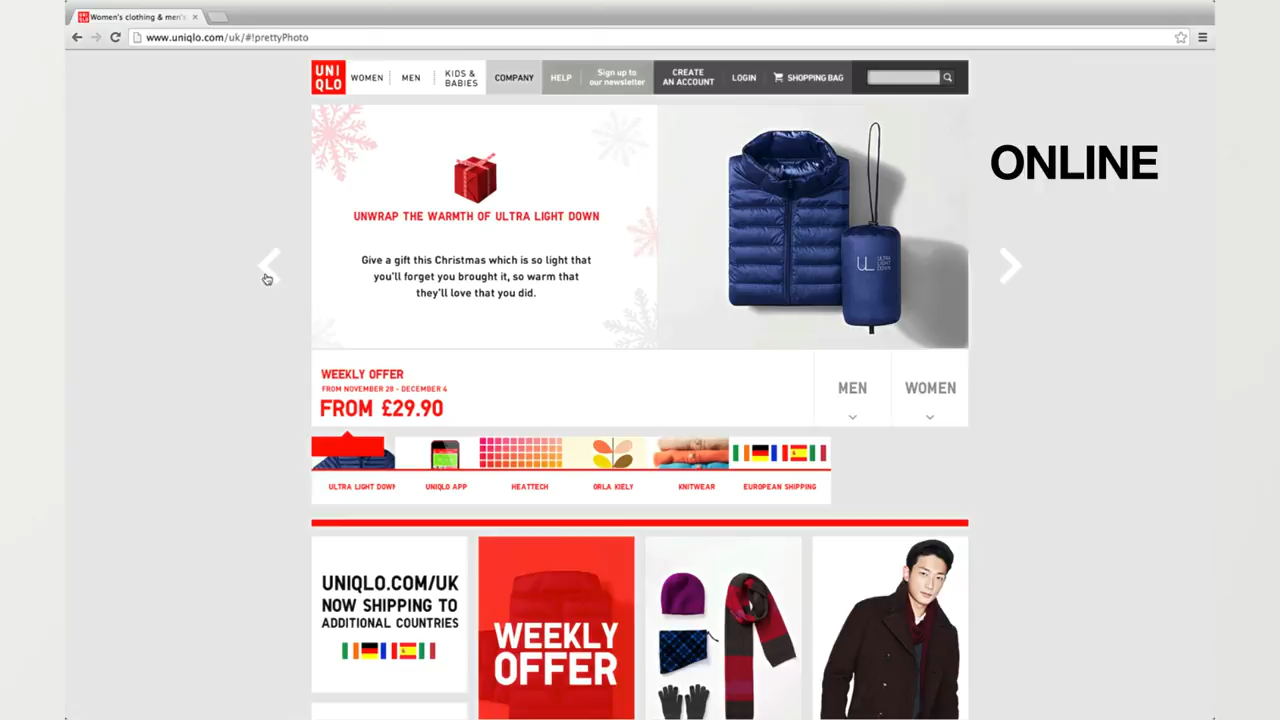 Women's clothing & men's
www.uniqlo.com/uk/#!prettyPhoto
UNI
QLO
WOMEN
MEN
KIDS &
BABIES
COMPANY
HELP
Sign up to
our newsletter
CREATE
AN ACCOUNT
LOGIN
SHOPPING BAG
ONLINE
UNWRAP THE WARMTH OF ULTRA LIGHT DOWN
Give a gift this Christmas which is so light that
you'll forget you brought it, so warm that
they'll love that you did.
UL ULTRA
LIGHT
DOWN
WEEKLY OFFER
FROM NOVEMBER 28 - DECEMBER 4
FROM £29.90
MEN
WOMEN
ULTRA LIGHT DOWN
UNIQLO APP
HEATTECH
ORLA KIELY
KNITWEAR
EUROPEAN SHIPPING
UNIQLO.COM/UK
NOW SHIPPING TO
ADDITIONAL COUNTRIES
WEEKLY
OFFER